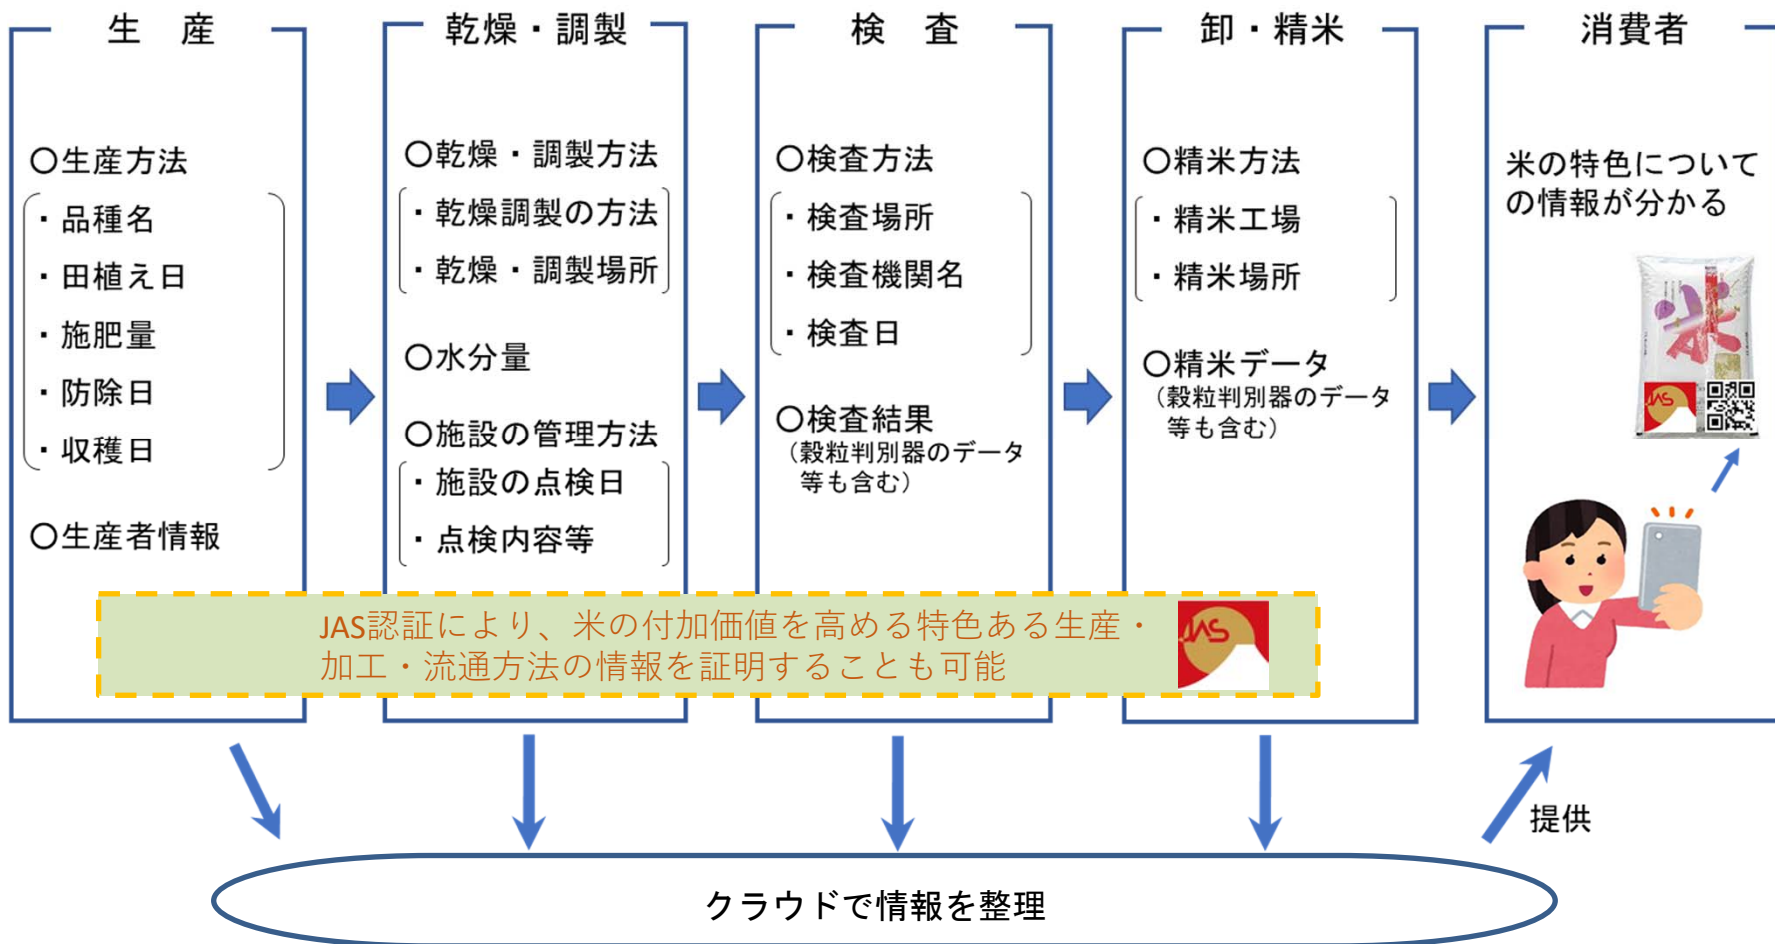 生　産
○生産方法
・品種名
・田植え日
・施肥量
・防除日
・収穫日
○生産者情報
乾燥・調製
○乾燥・調製方法
・乾燥調製の方法
・乾燥・調製場所
○水分量
○施設の管理方法
・施設の点検日
・点検内容等
検　査
○検査方法
・検査場所
・検査機関名
・検査日
○検査結果
（穀粒判別器のデータ
等も含む）
卸・精米
○精米方法
・精米工場
・精米場所
○精米データ
（穀粒判別器のデータ
等も含む）
消費者
米の特色について
の情報が分かる
米
JAS
JAS認証により、米の付加価値を高める特色ある生産・
加工・流通方法の情報を証明することも可能
JAS
提供
クラウドで情報を整理